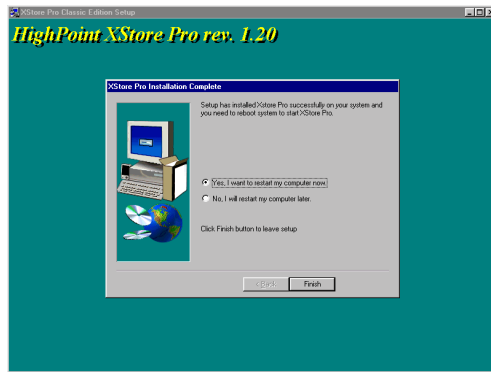 XStore Pro Classic Edition Setup
HighPoint XStore Pro rev. 1.20
XStore Pro Installation Complete
Setup has installed Xstore Pro successfully on your system and
you need to reboot system to start XStore Pro.
Yes, I want to restart my computer now.
No, I will restart my computer later.
Click Finish button to leave setup
< Back
Finish